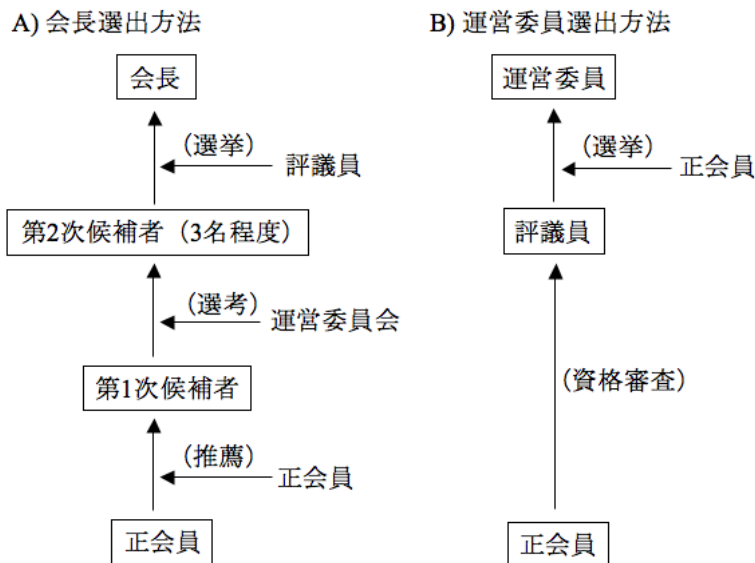 A) 会長選出方法
会長
(選挙)
評議員
第2次候補者（3名程度）
(選考)
運営委員会
第1次候補者
(推薦)
正会員
正会員
B) 運営委員選出方法
運営委員
(選挙)
正会員
評議員
(資格審査)
正会員